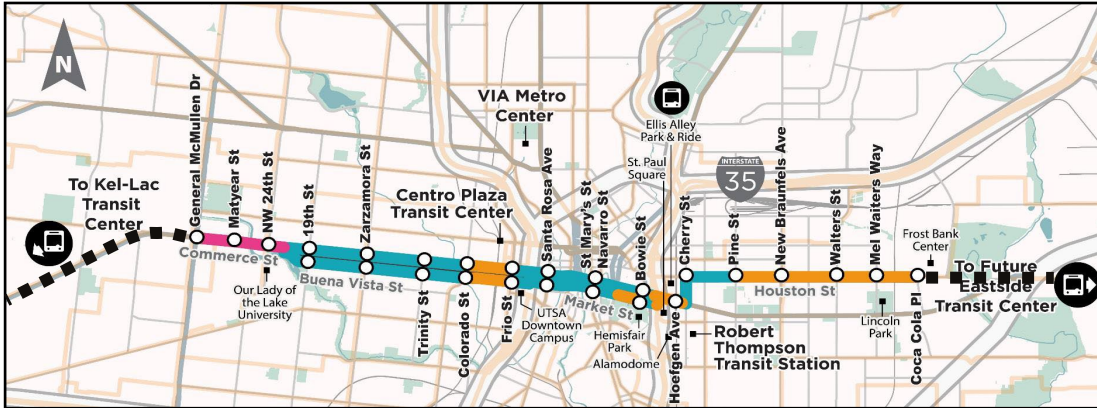 N
VIA Metro
Center
Ellis Alley
Park & Ride
St. Paul
Square
INTERSTATE
35
To Kel-Lac
Transit
Center
General McMullen Dr
Matyear St
NW 24th St
19th St
Zarzamora St
Centro Plaza
Transit Center
Santa Rosa Ave
St Mary's St
Navarro St
Bowie St
Cherry St
Pine St
New Braunfels Ave
Walters St
Mel Waiters Way
Frost Bank
Center
Commerce St
Our Lady of
the Lake
University
Buena Vista St
Trinity St
Colorado St
Frio St
UTSA
Downtown
Campus
Market St
Hemisfair
Park
Alamodome
Hoefgen Ave
Robert
Thompson
Transit Station
Houston St
Lincoln
Park
Coca Cola Pl
To Future
Eastside
Transit Center